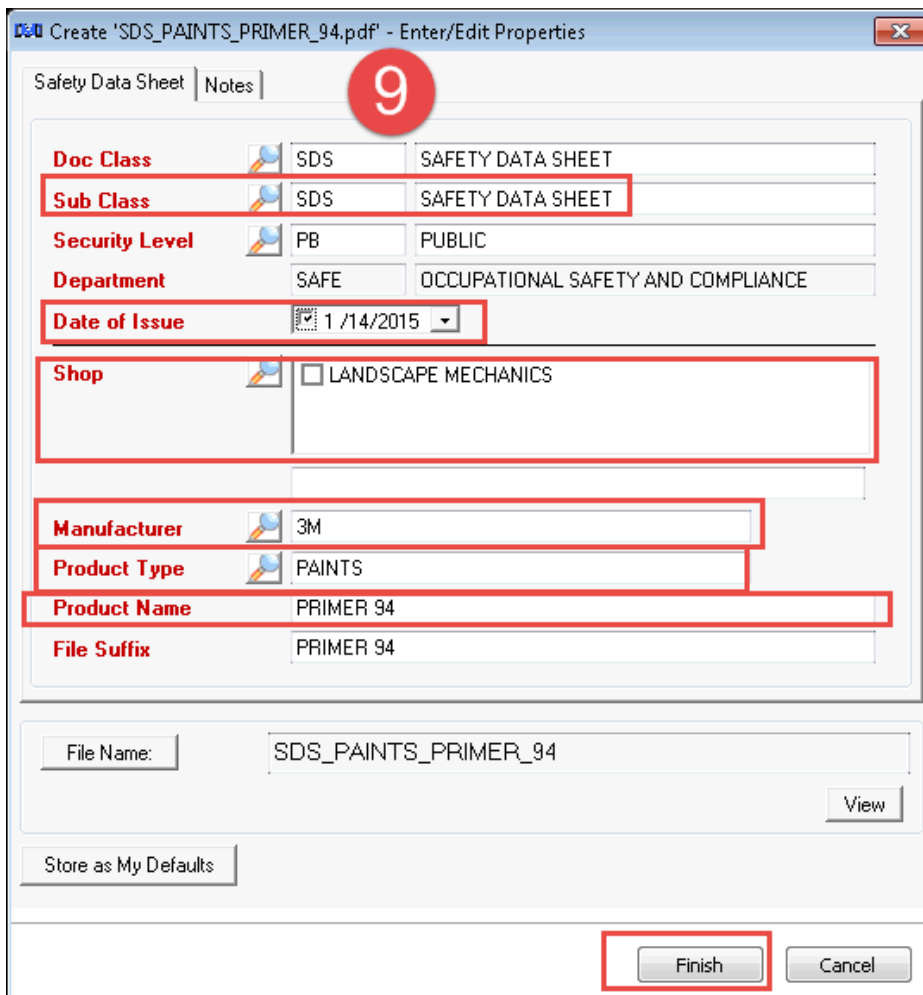 Create 'SDS_PAINTS_PRIMER_94.pdf' - Enter/Edit Properties
Safety Data Sheet Notes
9
Doc Class SDS SAFETY DATA SHEET
Sub Class SDS SAFETY DATA SHEET
Security Level PB PUBLIC
Department SAFE OCCUPATIONAL SAFETY AND COMPLIANCE
Date of Issue 1 /14/2015
Shop LANDSCAPE MECHANICS
Manufacturer 3M
Product Type PAINTS
Product Name PRIMER 94
File Suffix PRIMER 94
File Name: SDS_PAINTS_PRIMER_94
View
Store as My Defaults
Finish Cancel